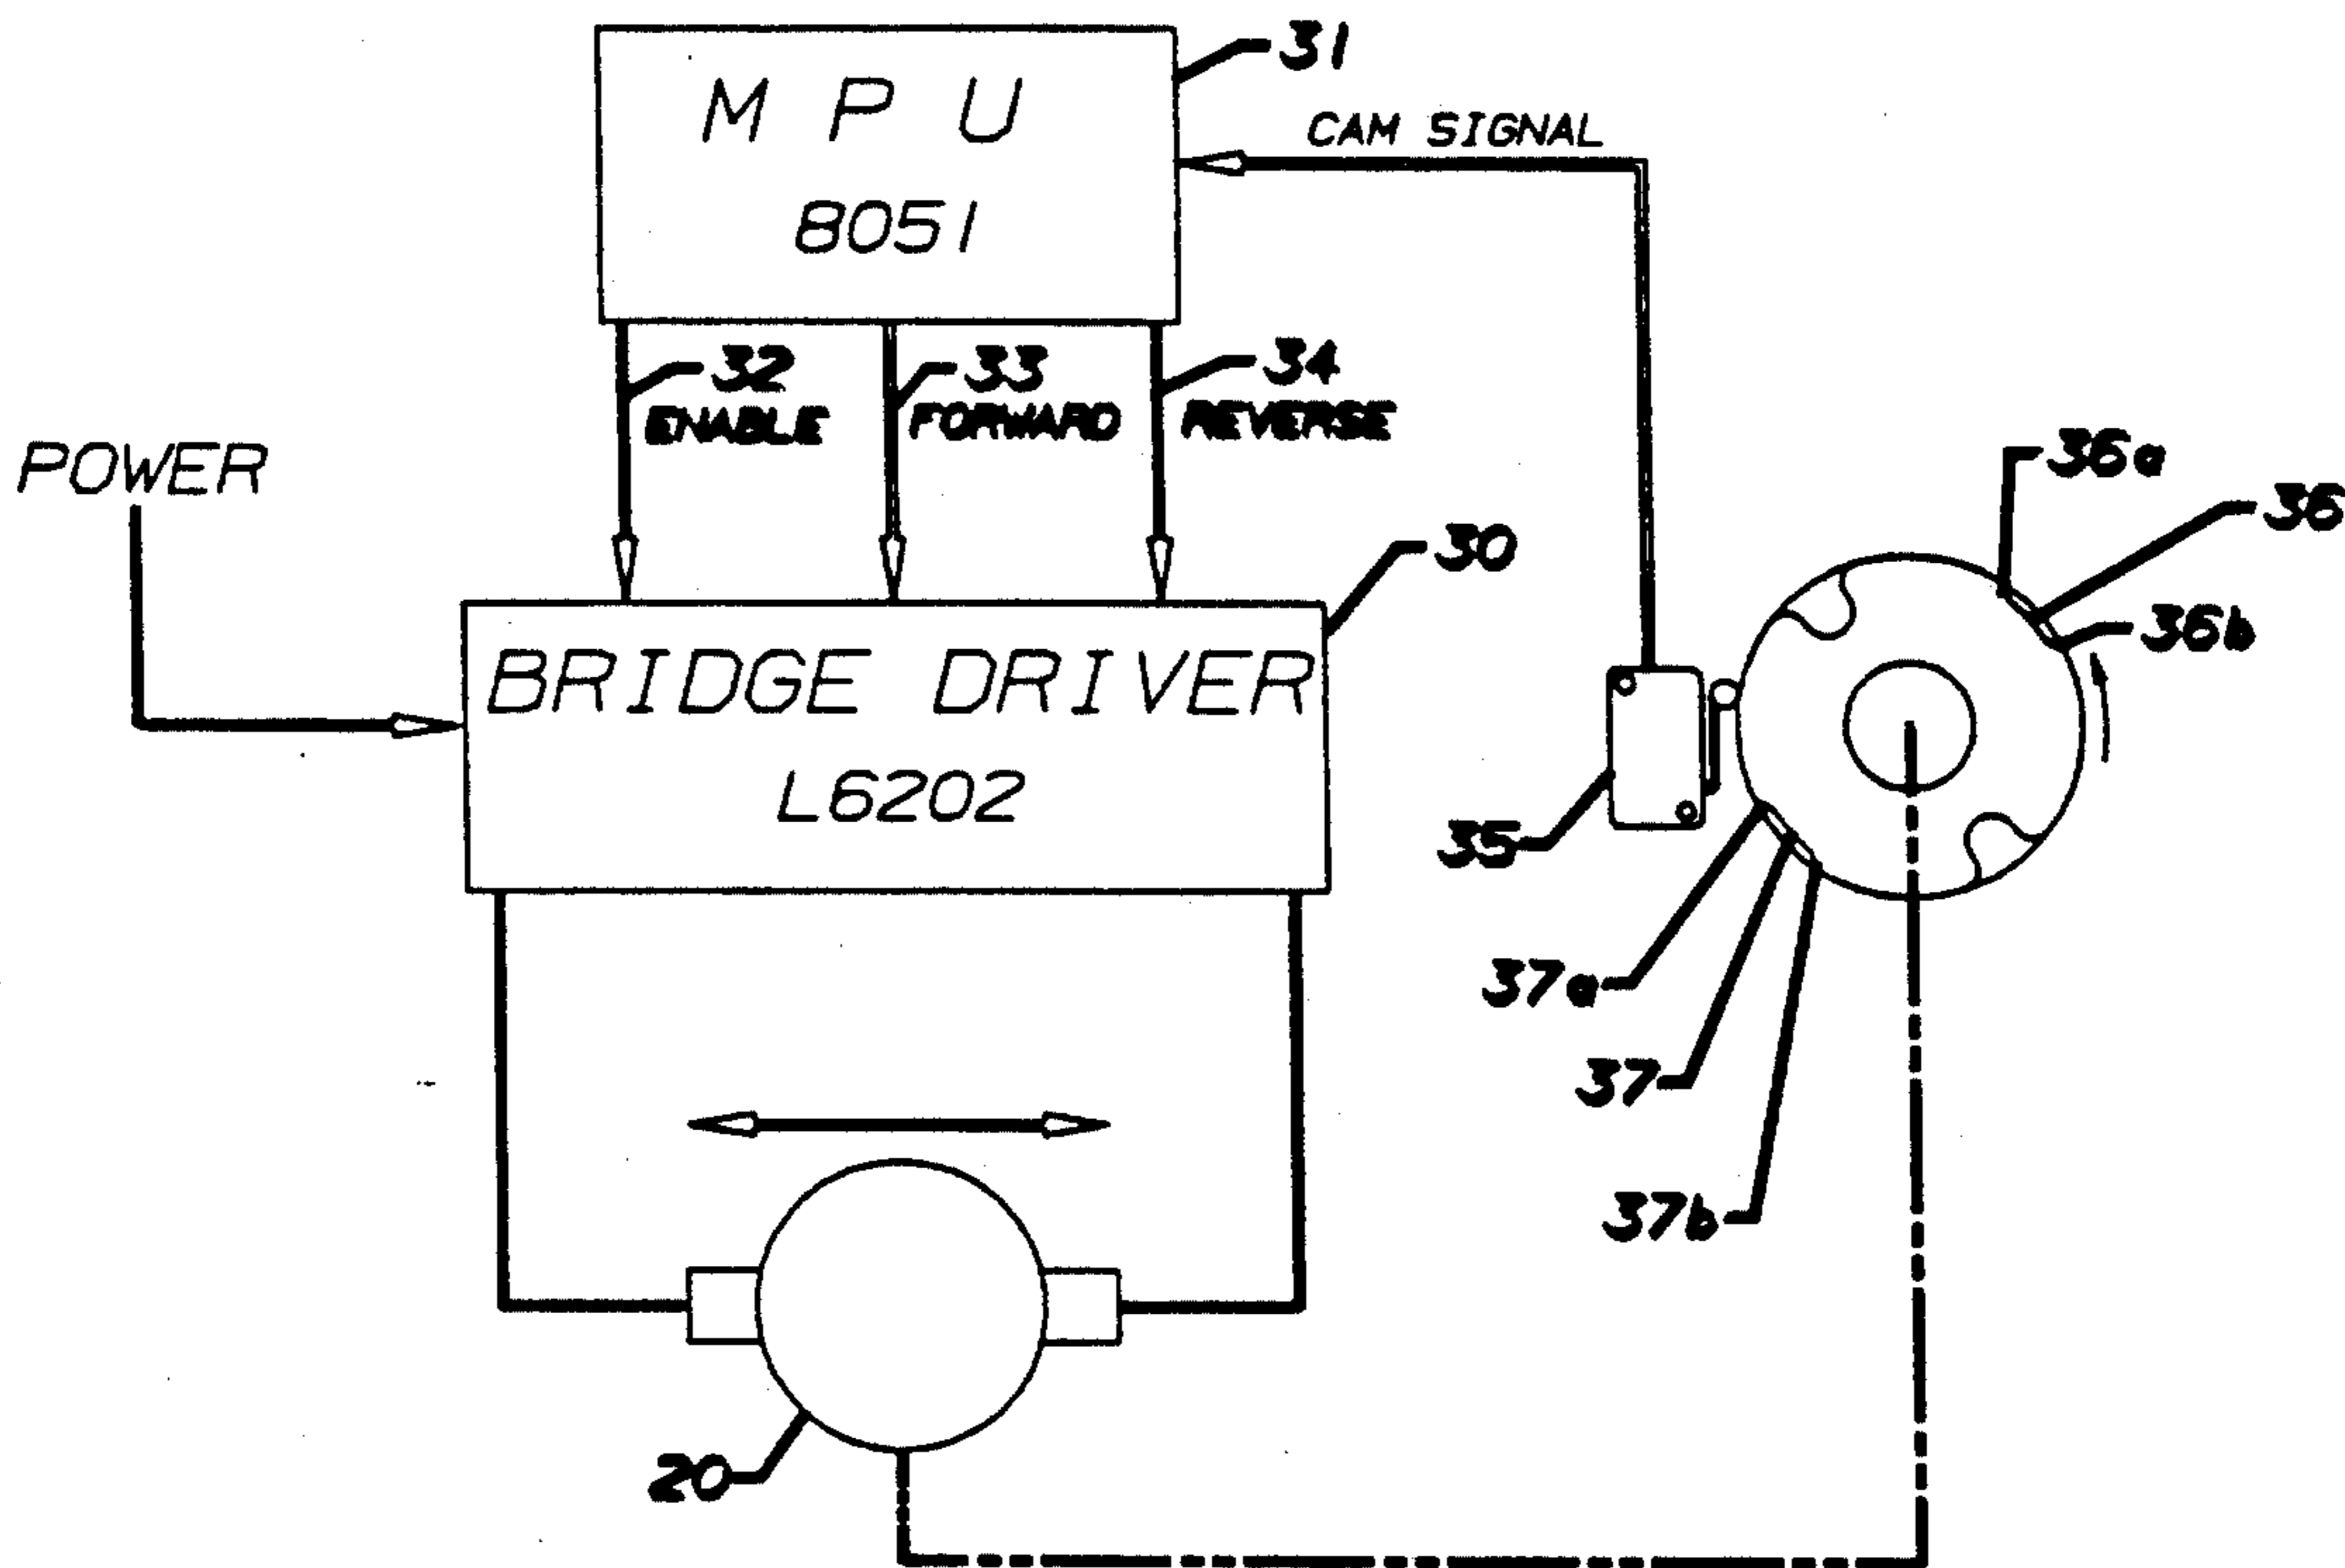 M P U
8051
31
CAM SIGNAL
32
ENABLE
33
FORWARD
34
REVERSE
POWER
36a
36
30
36b
BRIDGE DRIVER
L6202
35
37a
37
37b
20